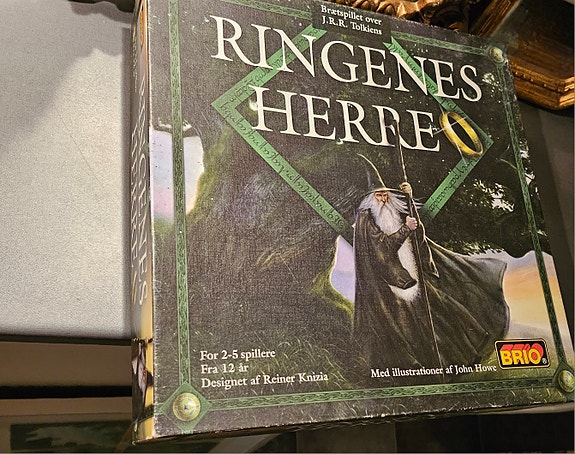 Brætspillet over
J.R.R. Tolkiens
RINGENES
HERRE
For 2-5 spillere
Fra 12 år
Designet af Reiner Knizia
Med illustrationer af John Howe
BRIO
RINGENES